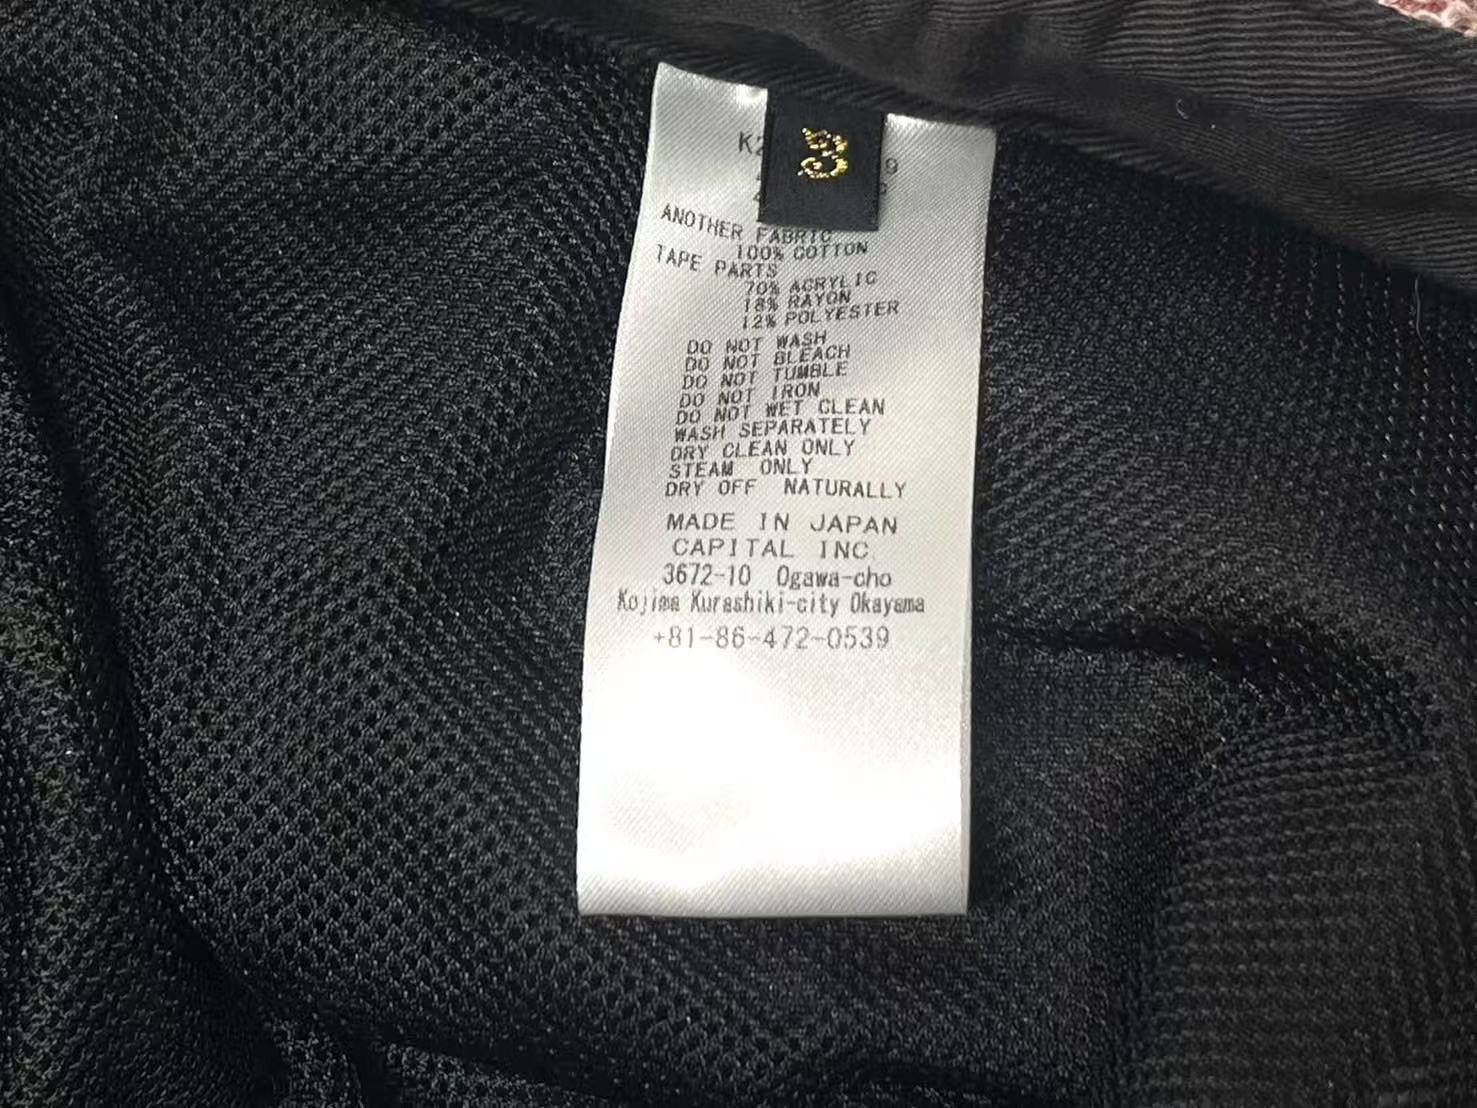 3
ANOTHER FABRIC
100% COTTON
TAPE PARTS
70% ACRYLIC
18% RAYON
12% POLYESTER
DO NOT WASH
DO NOT BLEACH
DO NOT TUMBLE
DO NOT IRON
DO NOT WET CLEAN
WASH SEPARATELY
DRY CLEAN ONLY
STEAM ONLY
DRY OFF NATURALLY
MADE IN JAPAN
CAPITAL INC.
3672-10 Ogawa-cho
Kojima Kurashiki-city Okayama
+81-86-472-0539